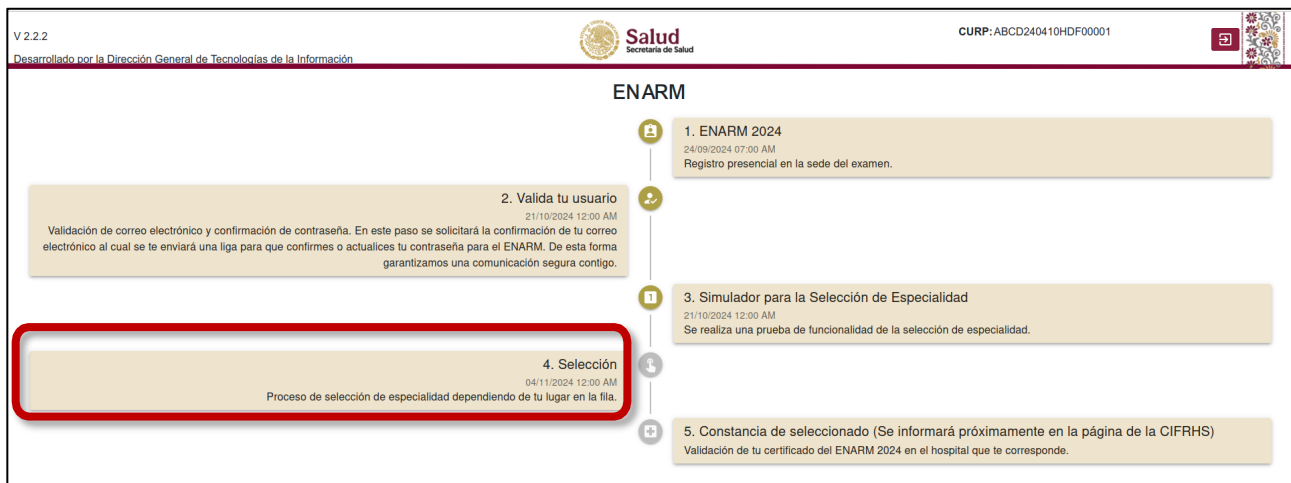 V 2.2.2
Desarrollado por la Dirección General de Tecnologías de la Información
Salud
Secretaría de Salud
CURP: ABCD240410HDF00001
ENARM
1. ENARM 2024
24/09/2024 07:00 AM
Registro presencial en la sede del examen.
2. Valida tu usuario
21/10/2024 12:00 AM
Validación de correo electrónico y confirmación de contraseña. En este paso se solicitará la confirmación de tu correo
electrónico al cual se te enviará una liga para que confirmes o actualices tu contraseña para el ENARM. De esta forma
garantizamos una comunicación segura contigo.
1
3. Simulador para la Selección de Especialidad
21/10/2024 12:00 AM
Se realiza una prueba de funcionalidad de la selección de especialidad.
4. Selección
04/11/2024 12:00 AM
Proceso de selección de especialidad dependiendo de tu lugar en la fila.
5. Constancia de seleccionado (Se informará próximamente en la página de la CIFRHS)
Validación de tu certificado del ENARM 2024 en el hospital que te corresponde.